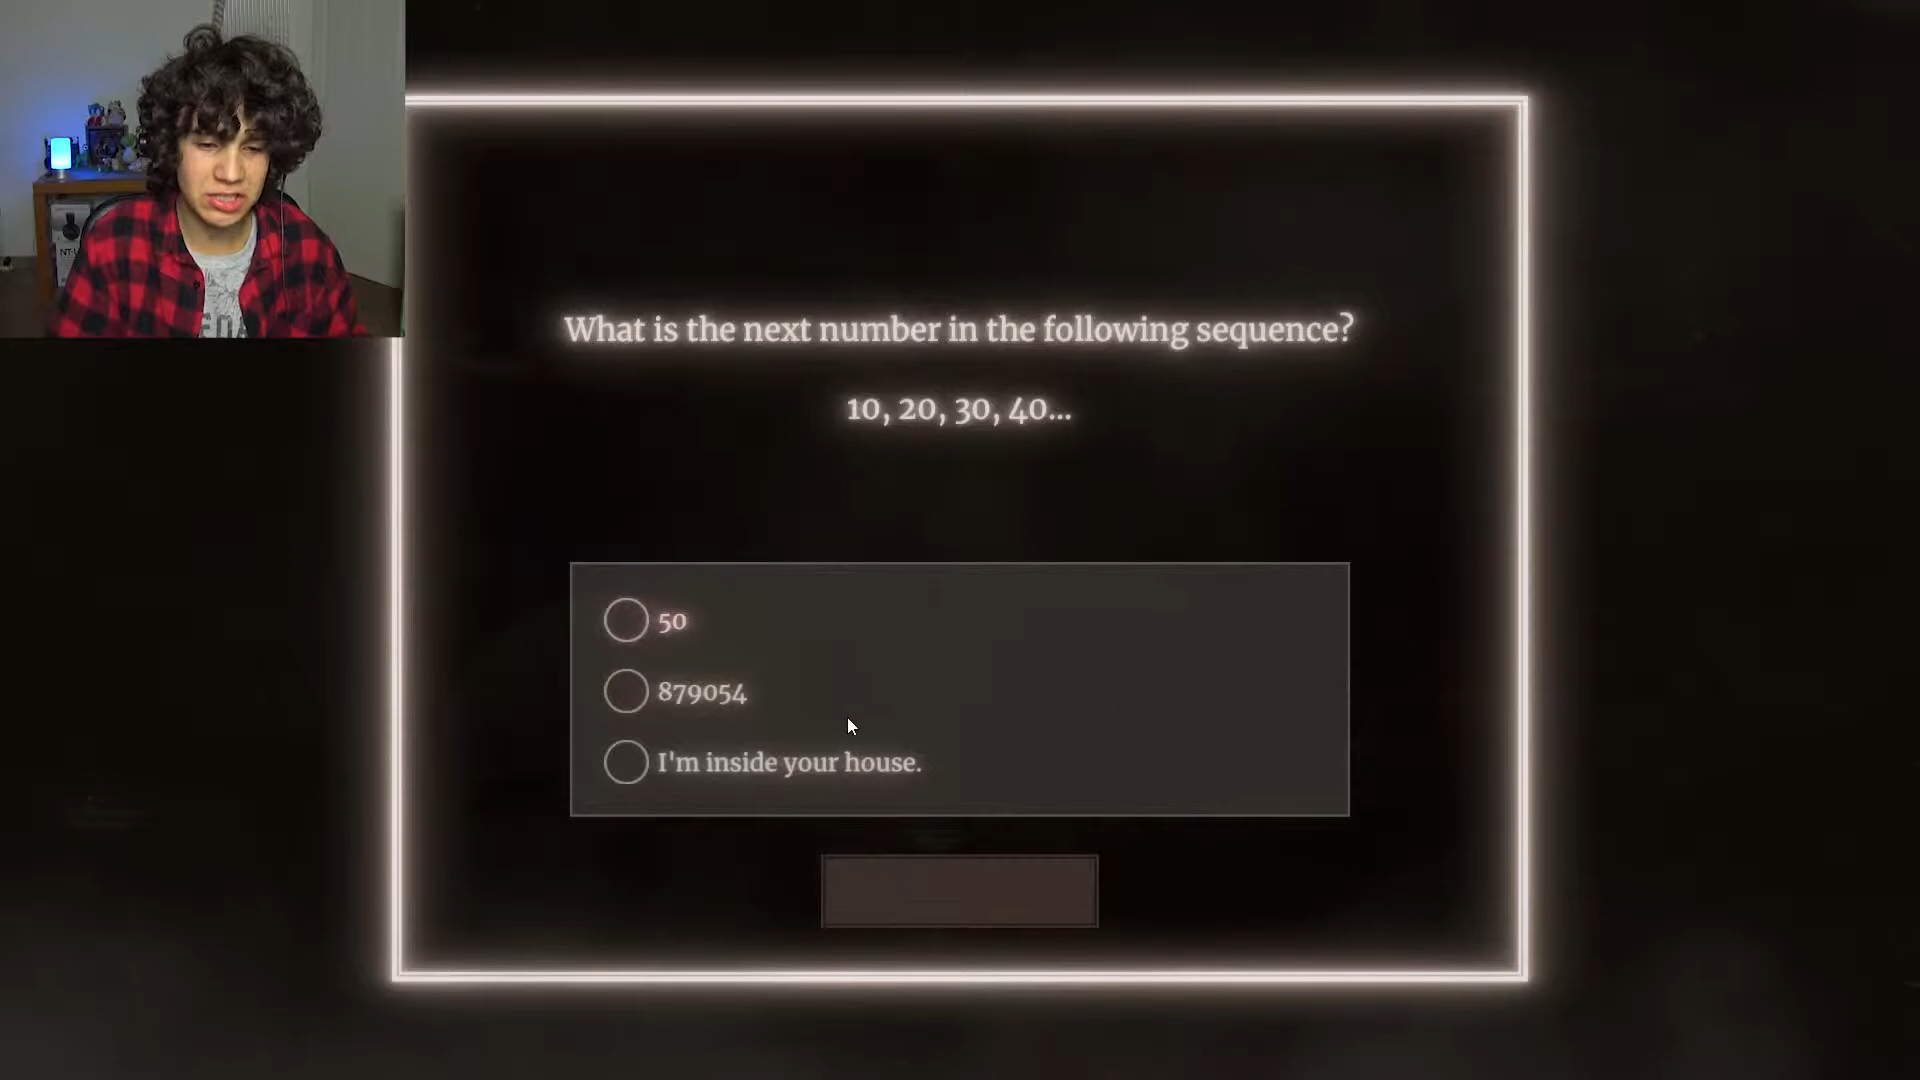 What is the next number in the following sequence?
10, 20, 30, 40...
50
879054
I'm inside your house.